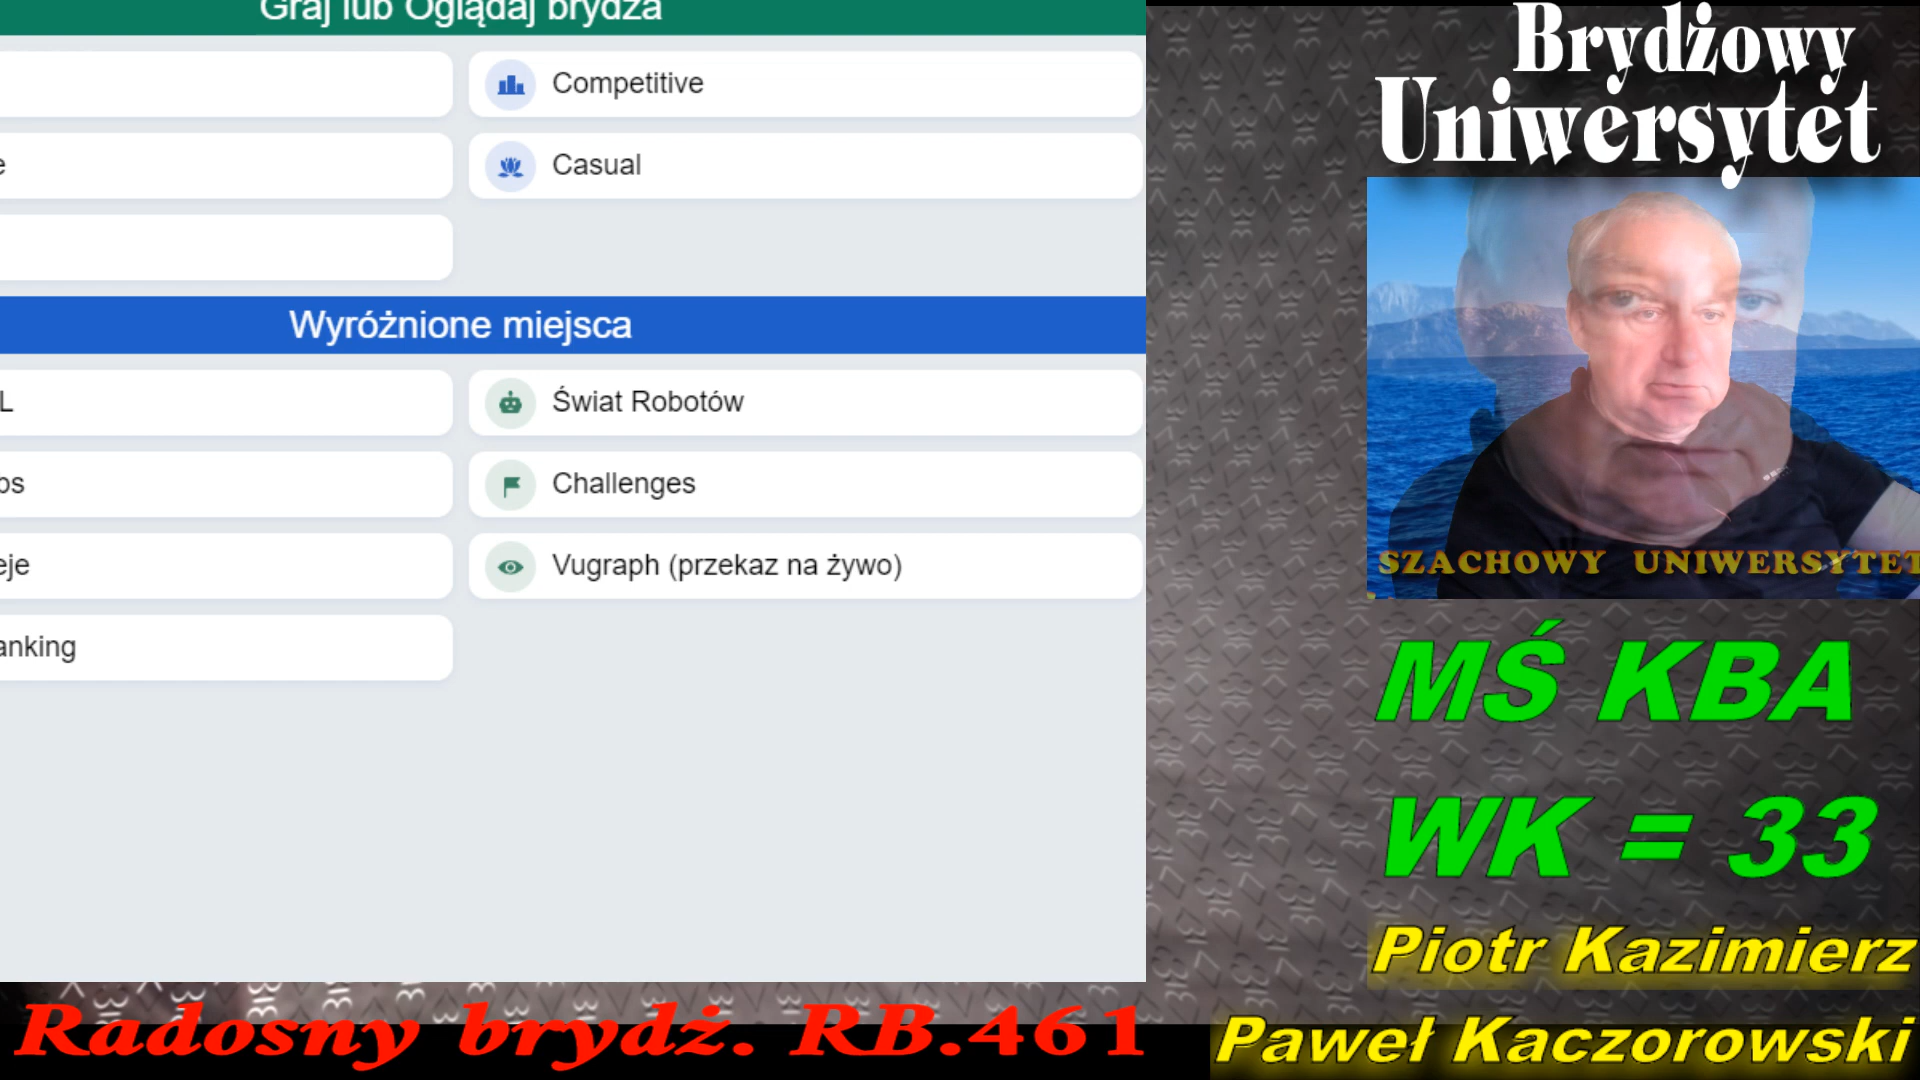 Graj lub Oglądaj brydża
Competitive
Casual
Wyróżnione miejsca
L
Świat Robotów
Challenges
Vugraph (przekaz na żywo)
Brydżowy
Uniwersytet
SZACHOWY UNIWERSYTET
MŚ KBA
WK = 33
Piotr Kazimierz
Paweł Kaczorowski
Radosny brydż. RB.461